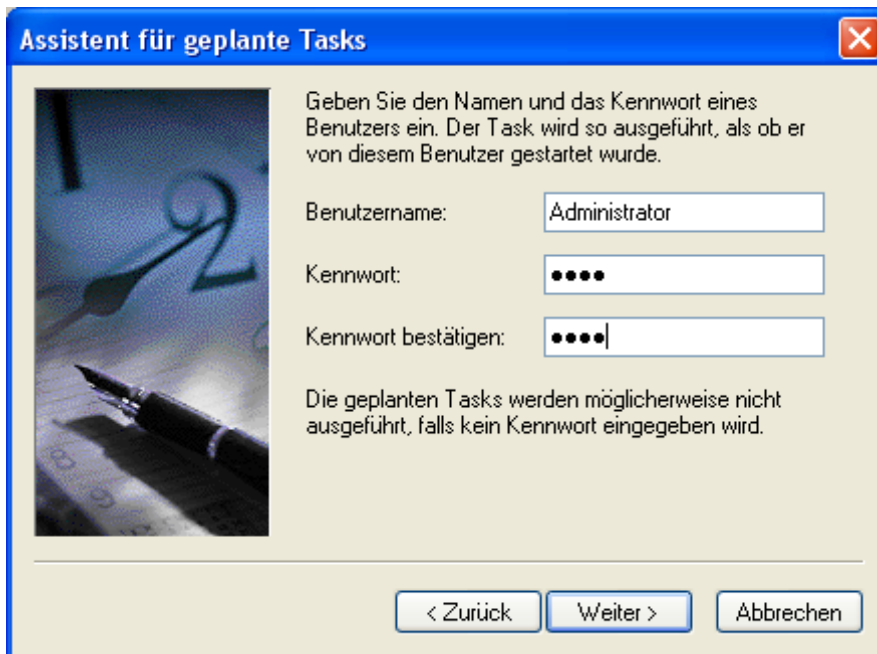 Assistent für geplante Tasks
Geben Sie den Namen und das Kennwort eines
Benutzers ein. Der Task wird so ausgeführt, als ob er
von diesem Benutzer gestartet wurde.
Benutzername: Administrator
Kennwort: ●●●●
Kennwort bestätigen: ●●●●
Die geplanten Tasks werden möglicherweise nicht
ausgeführt, falls kein Kennwort eingegeben wird.
< Zurück Weiter > Abbrechen